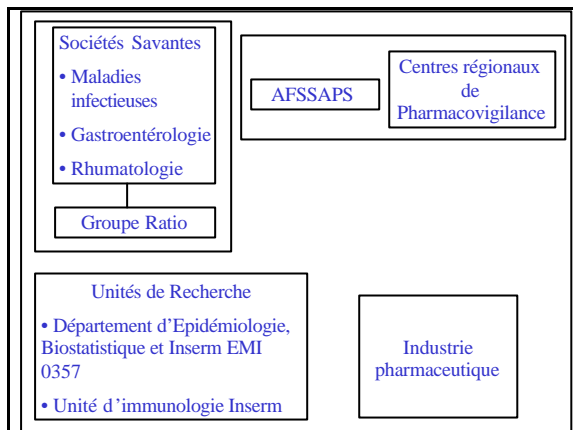 Sociétés Savantes
• Maladies
infectieuses
• Gastroentérologie
• Rhumatologie
Groupe Ratio
AFSSAPS
Centres régionaux
de
Pharmacovigilance
Unités de Recherche
• Département d’Epidémiologie,
Biostatistique et Inserm EMI
0357
• Unité d’immunologie Inserm
Industrie
pharmaceutique